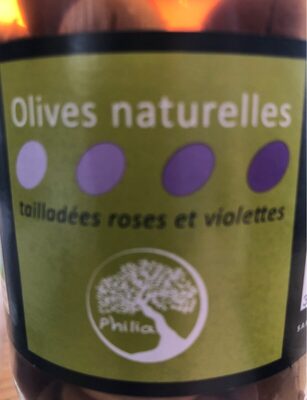 Olives naturelles
tailladées roses et violettes
Philia